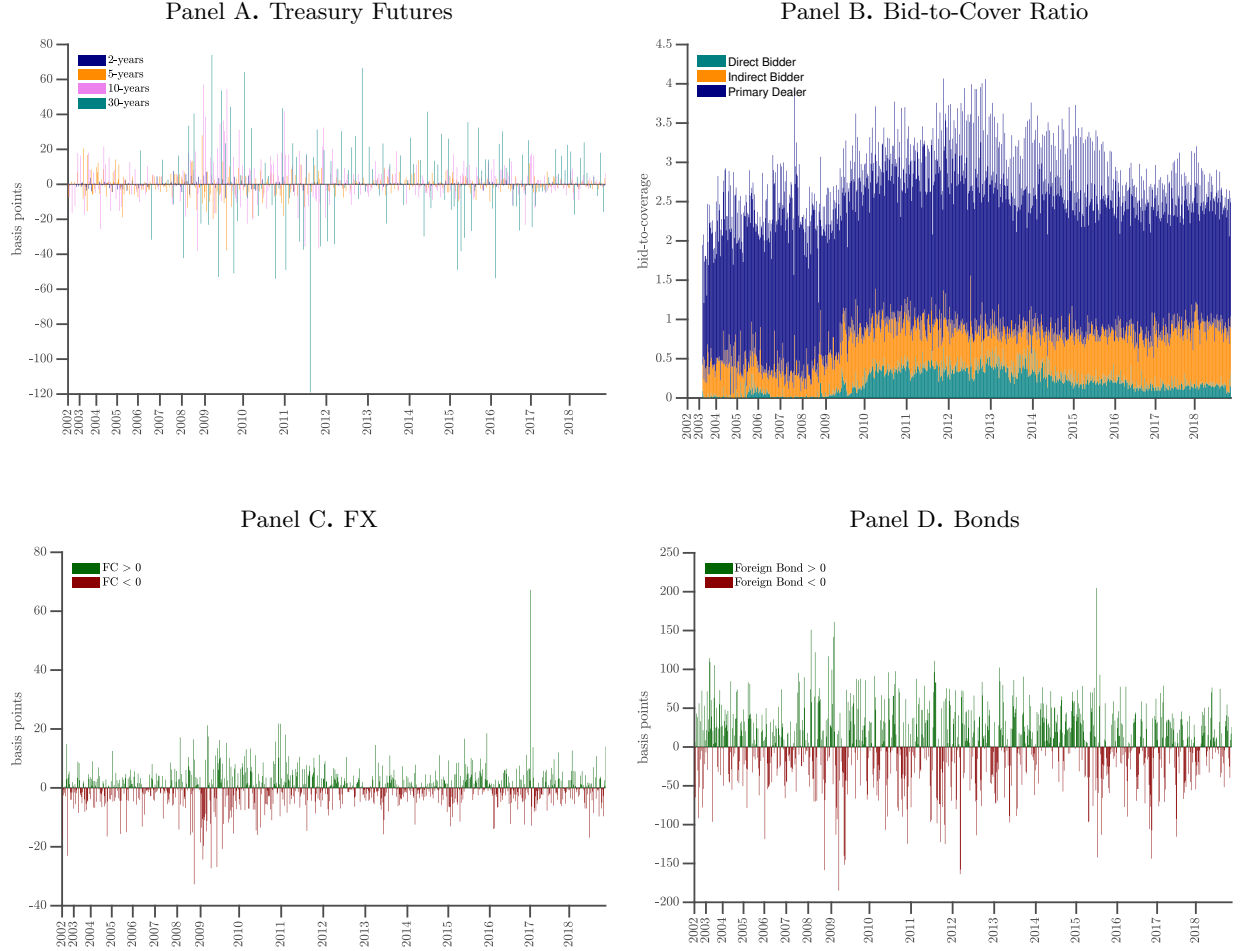 Panel A. Treasury Futures
80
60
40
20
0
-20
-40
-60
-80
-100
-120
basis points
2-years
5-years
10-years
30-years
2002 2003 2004 2005 2006 2007 2008 2009 2010 2011 2012 2013 2014 2015 2016 2017 2018
Panel B. Bid-to-Cover Ratio
4.5
4
3.5
3
2.5
2
1.5
1
0.5
0
bid-to-coverage
Direct Bidder
Indirect Bidder
Primary Dealer
2002 2003 2004 2005 2006 2007 2008 2009 2010 2011 2012 2013 2014 2015 2016 2017 2018
Panel C. FX
80
60
40
20
0
-20
-40
basis points
FC > 0
FC < 0
2002 2003 2004 2005 2006 2007 2008 2009 2010 2011 2012 2013 2014 2015 2016 2017 2018
Panel D. Bonds
250
200
150
100
50
0
-50
-100
-150
-200
basis points
Foreign Bond > 0
Foreign Bond < 0
2002 2003 2004 2005 2006 2007 2008 2009 2010 2011 2012 2013 2014 2015 2016 2017 2018